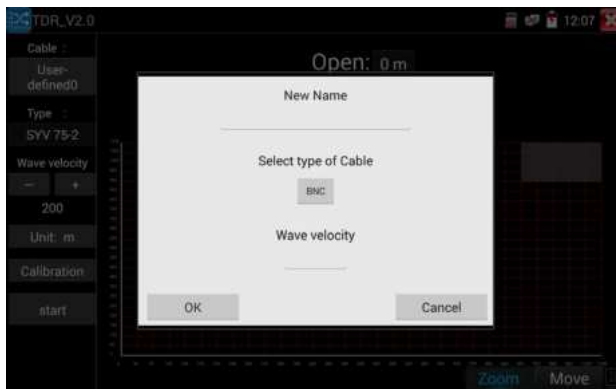 TDR_V2.0
12:07
Cable :
User-
defined0
Type :
SYV 75-2
Wave velocity
－ +
200
Unit: m
Calibration
start
Open: 0 m
New Name
Select type of Cable
BNC
Wave velocity
OK
Cancel
Zoom
Move